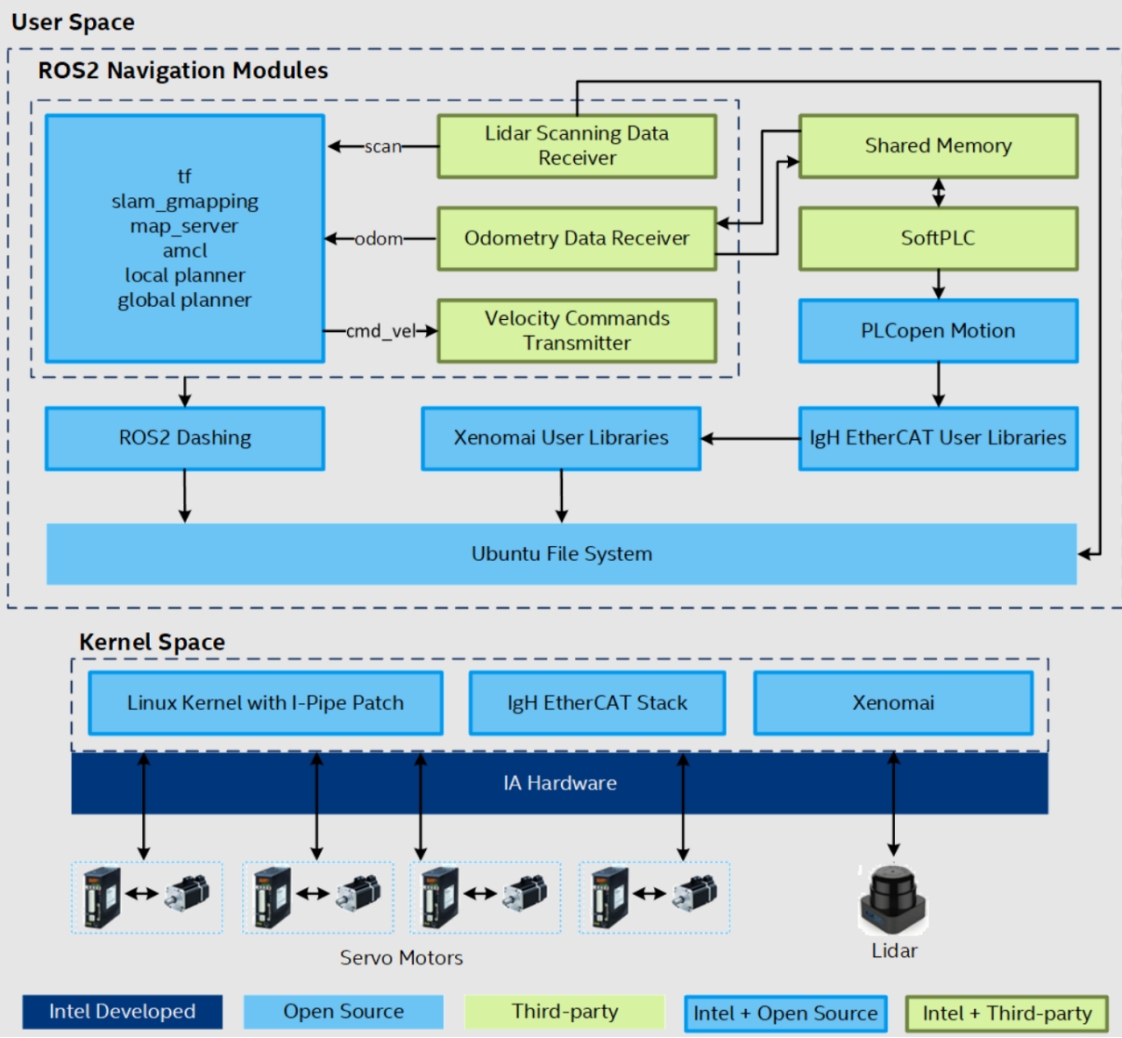 User Space
ROS2 Navigation Modules
tf
slam_gmapping
map_server
amcl
local planner
global planner
scan
Lidar Scanning Data
Receiver
odom
Odometry Data Receiver
cmd_vel
Velocity Commands
Transmitter
Shared Memory
SoftPLC
PLCopen Motion
ROS2 Dashing
Xenomai User Libraries
IgH EtherCAT User Libraries
Ubuntu File System
Kernel Space
Linux Kernel with I-Pipe Patch
IgH EtherCAT Stack
Xenomai
IA Hardware
Servo Motors
Lidar
Intel Developed
Open Source
Third-party
Intel + Open Source
Intel + Third-party